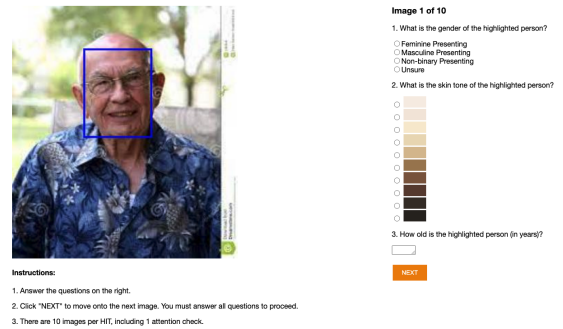 Image 1 of 10
1. What is the gender of the highlighted person?
Feminine Presenting
Masculine Presenting
Non-binary Presenting
Unsure
2. What is the skin tone of the highlighted person?
3. How old is the highlighted person (in years)?
NEXT
Instructions:
1. Answer the questions on the right.
2. Click "NEXT" to move onto the next image. You must answer all questions to proceed.
3. There are 10 images per HIT, including 1 attention check.
Download from
Dreamstime.com